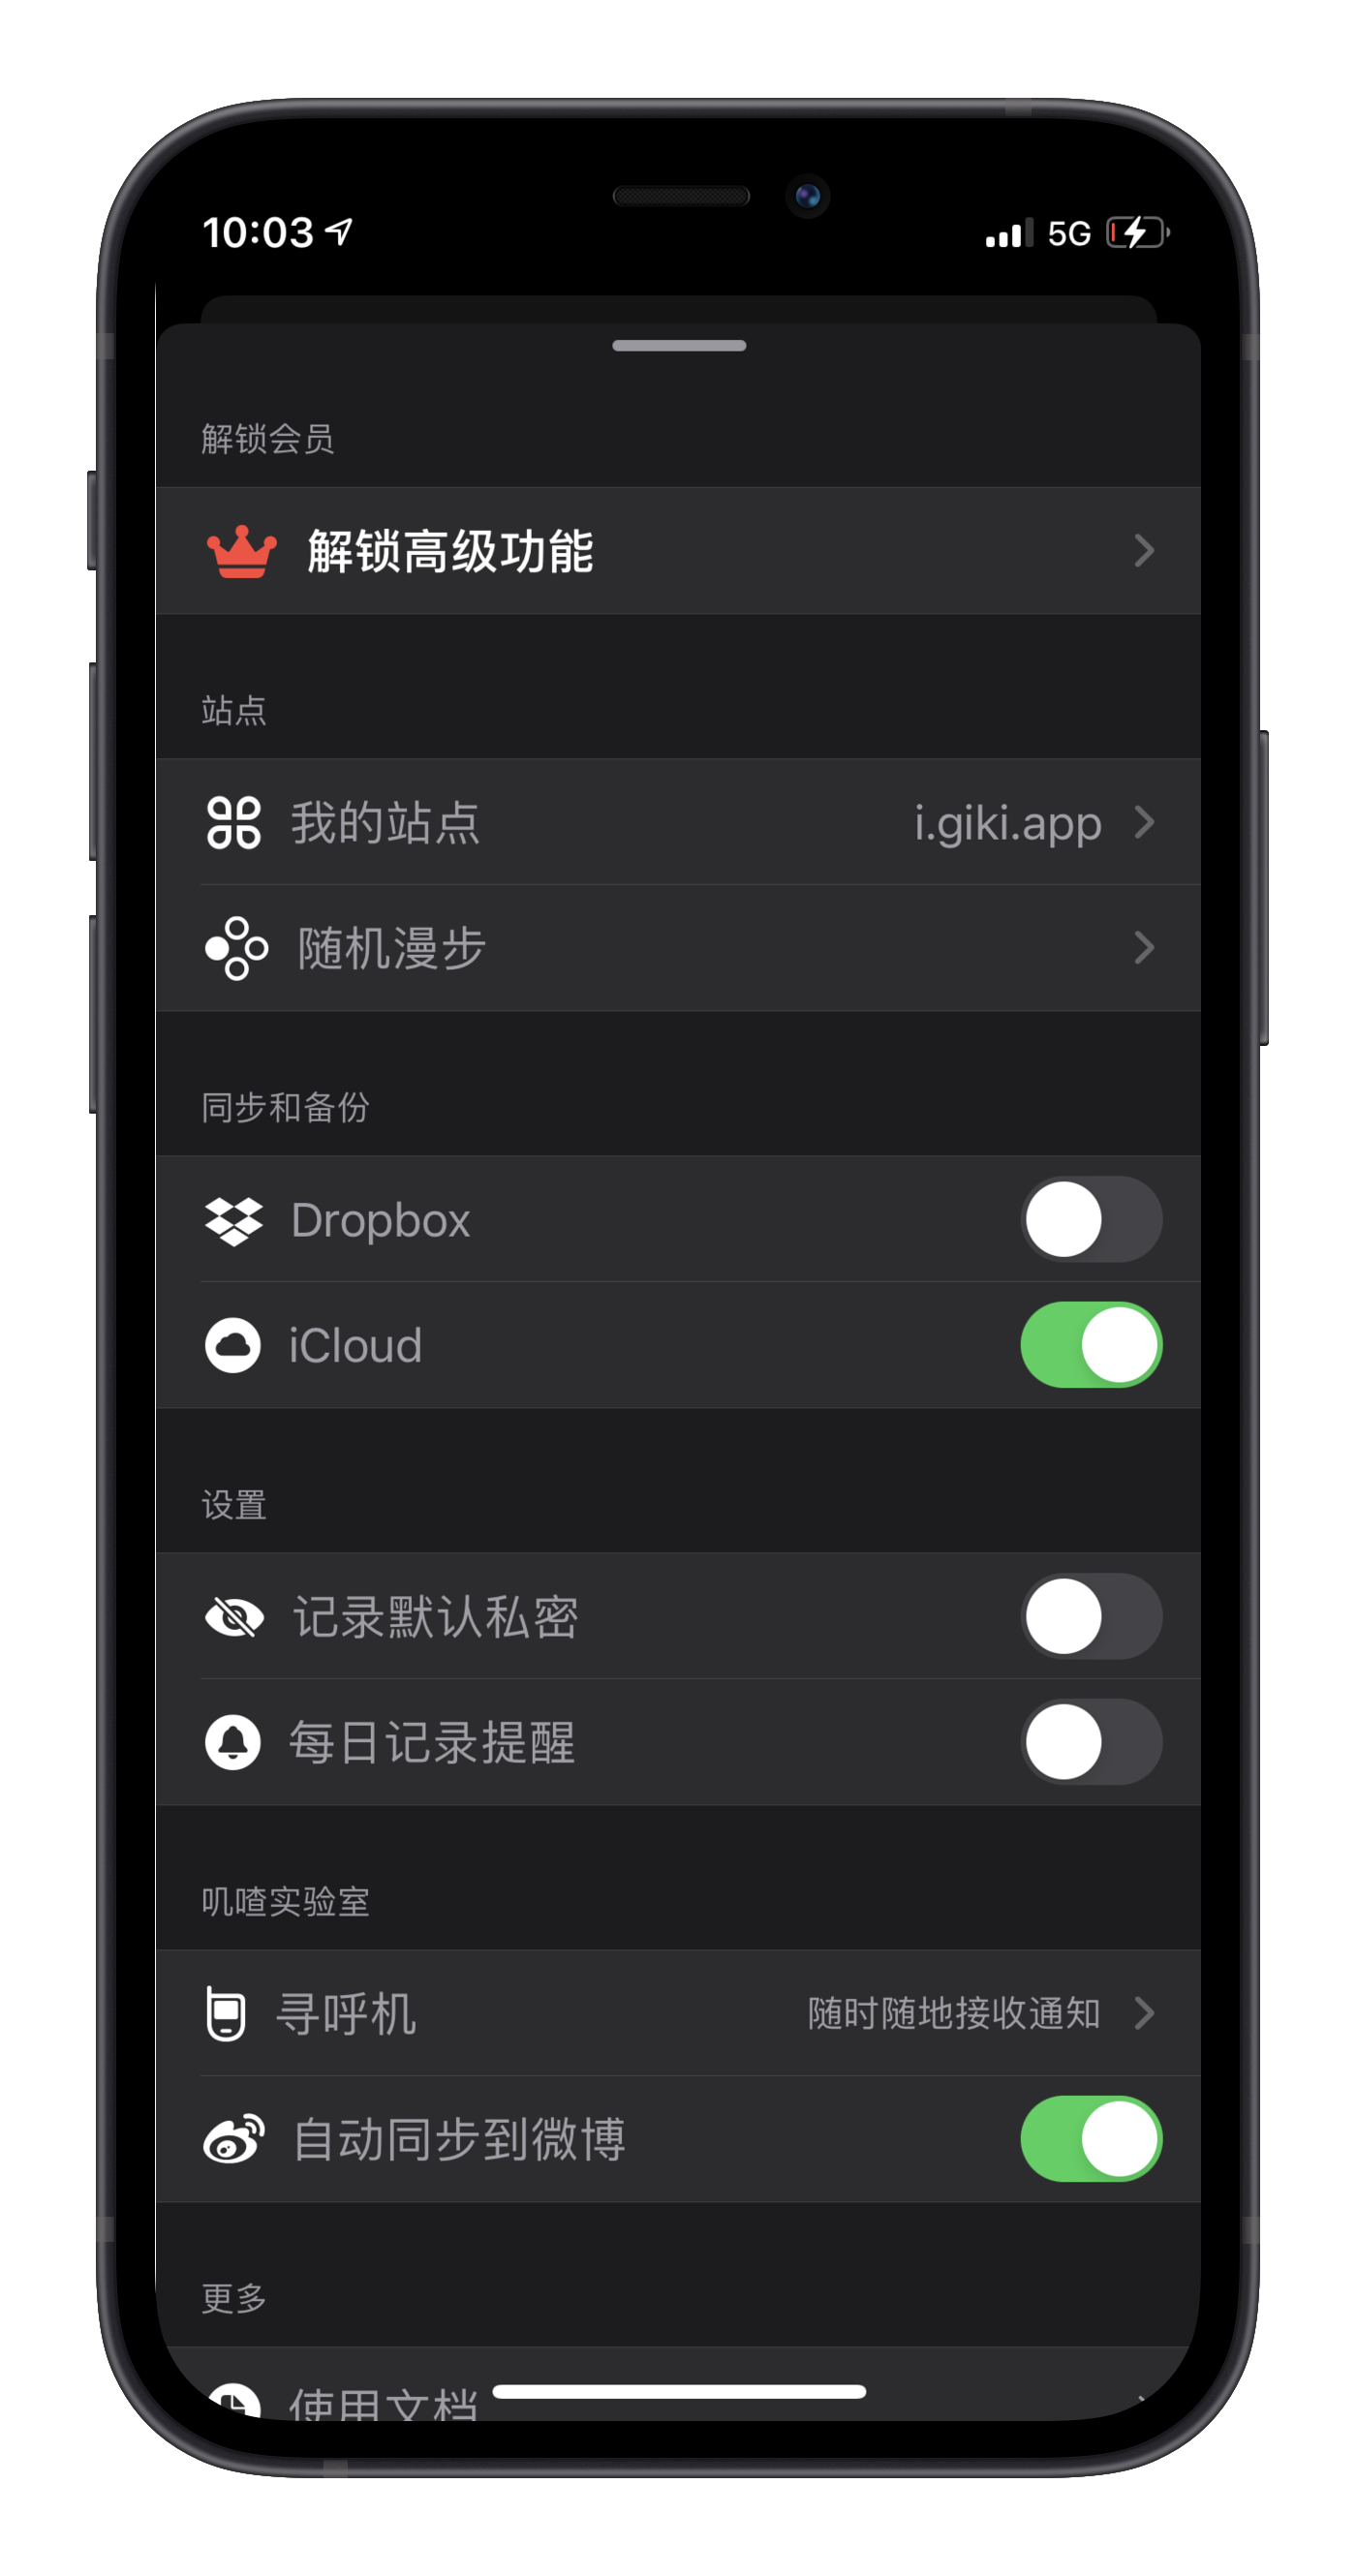 10:03
5G
解锁会员
解锁高级功能
站点
我的站点 i.giki.app
随机漫步
同步和备份
Dropbox
iCloud
设置
记录默认私密
每日记录提醒
叽喳实验室
寻呼机 随时随地接收通知
自动同步到微博
更多
使用文档